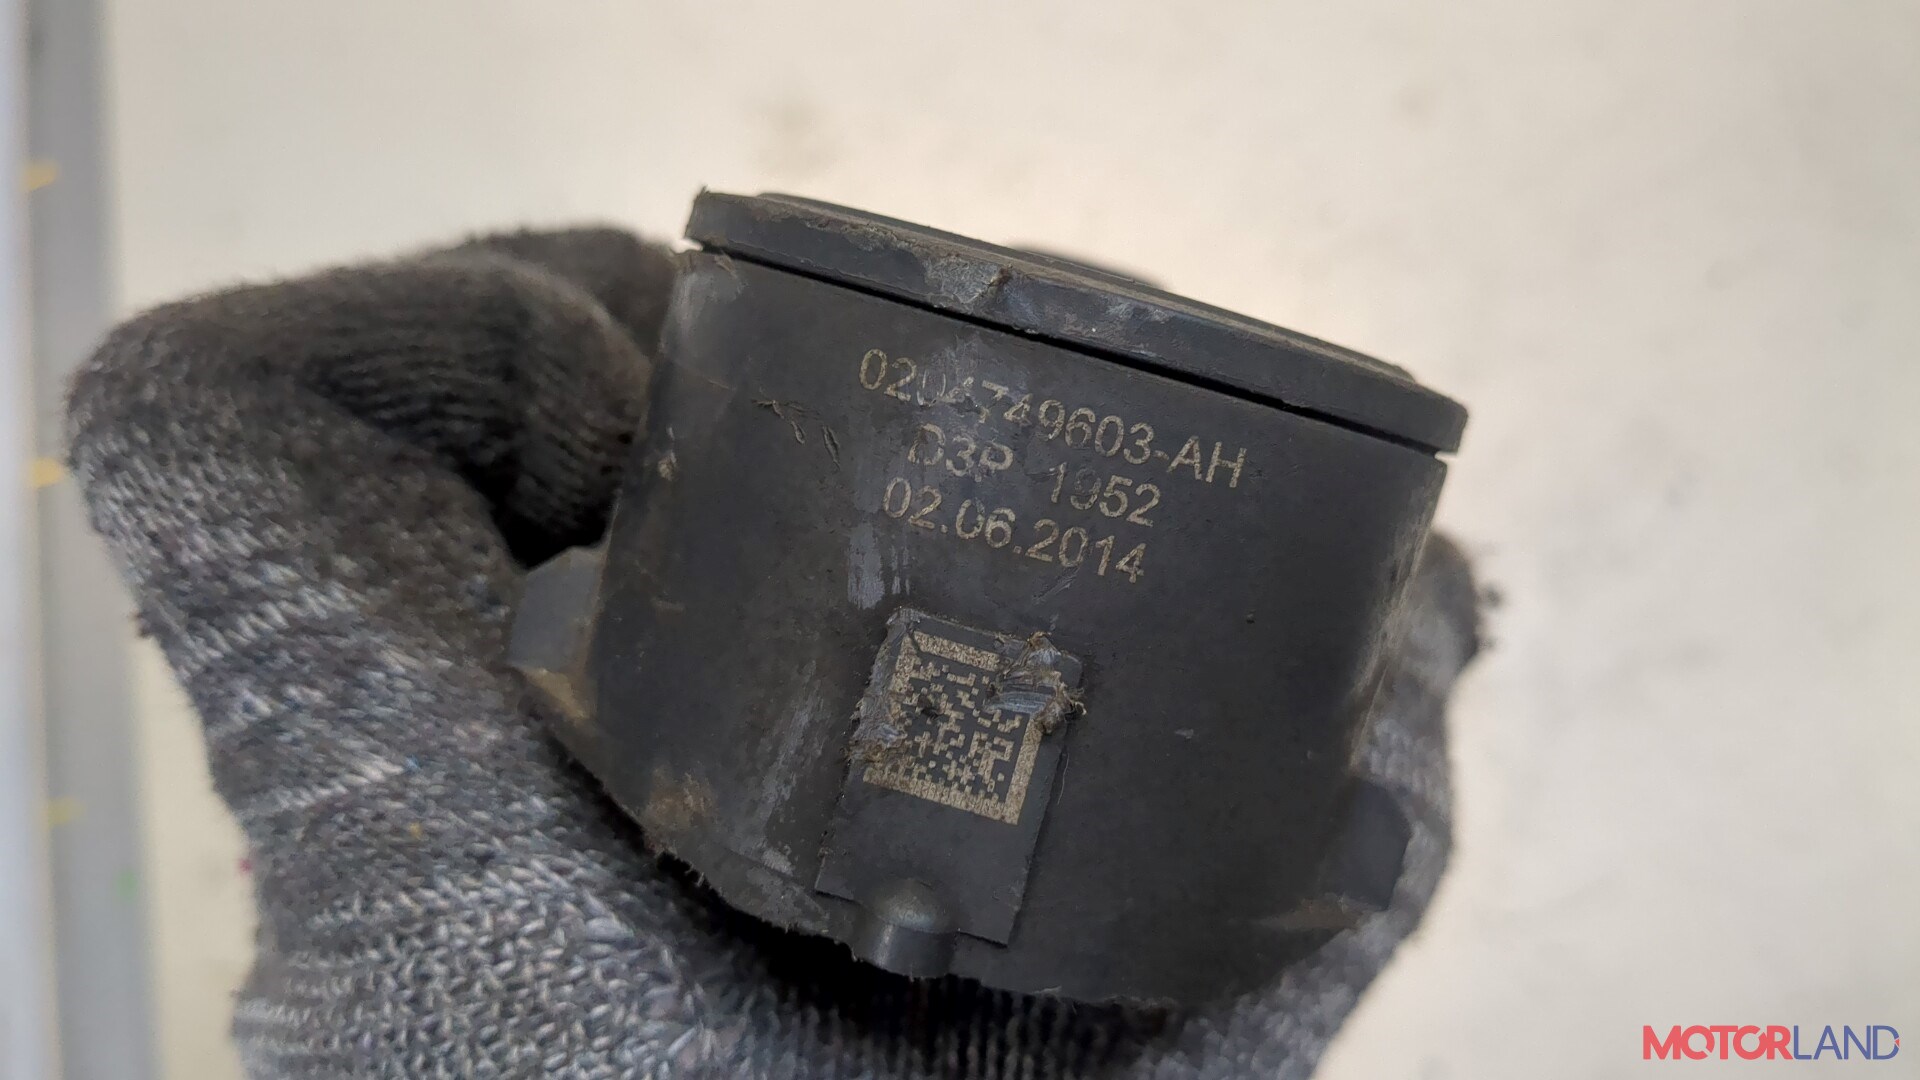 0204749603-AH
D3P 1952
02.06.2014
MOTORLAND